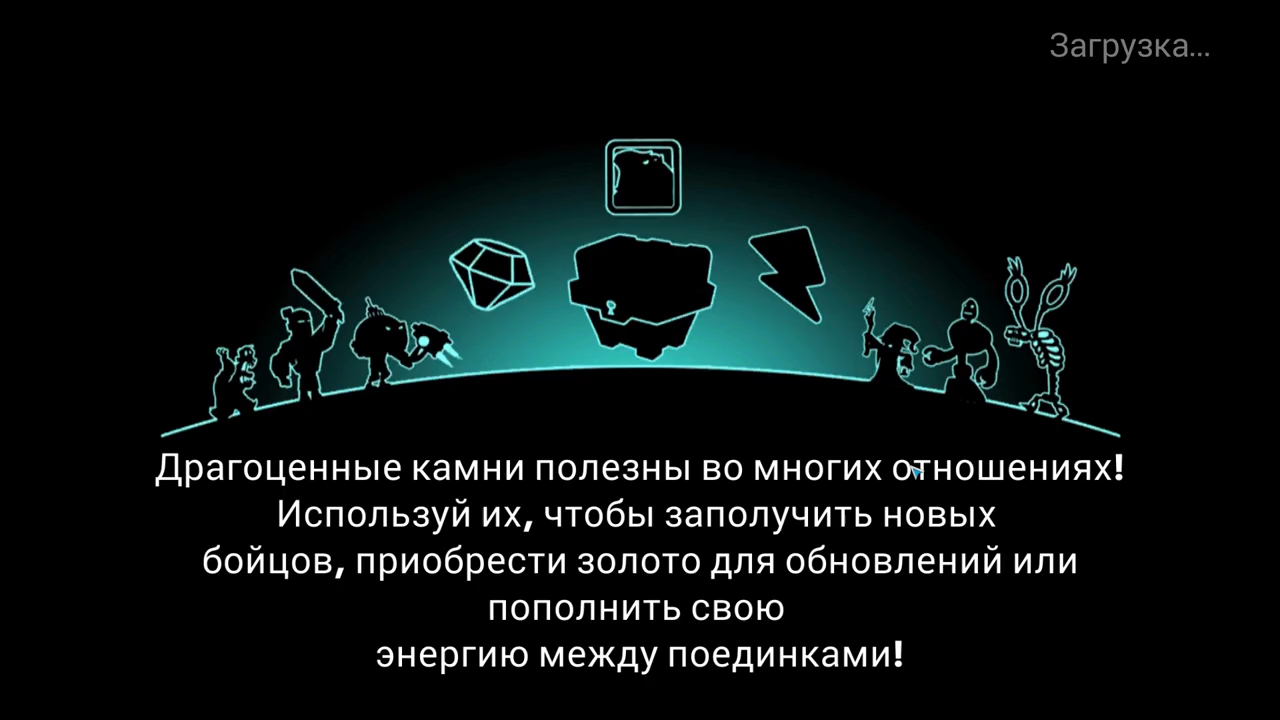 Загрузка...
Драгоценные камни полезны во многих отношениях!
Используй их, чтобы заполучить новых
бойцов, приобрести золото для обновлений или
пополнить свою
энергию между поединками!